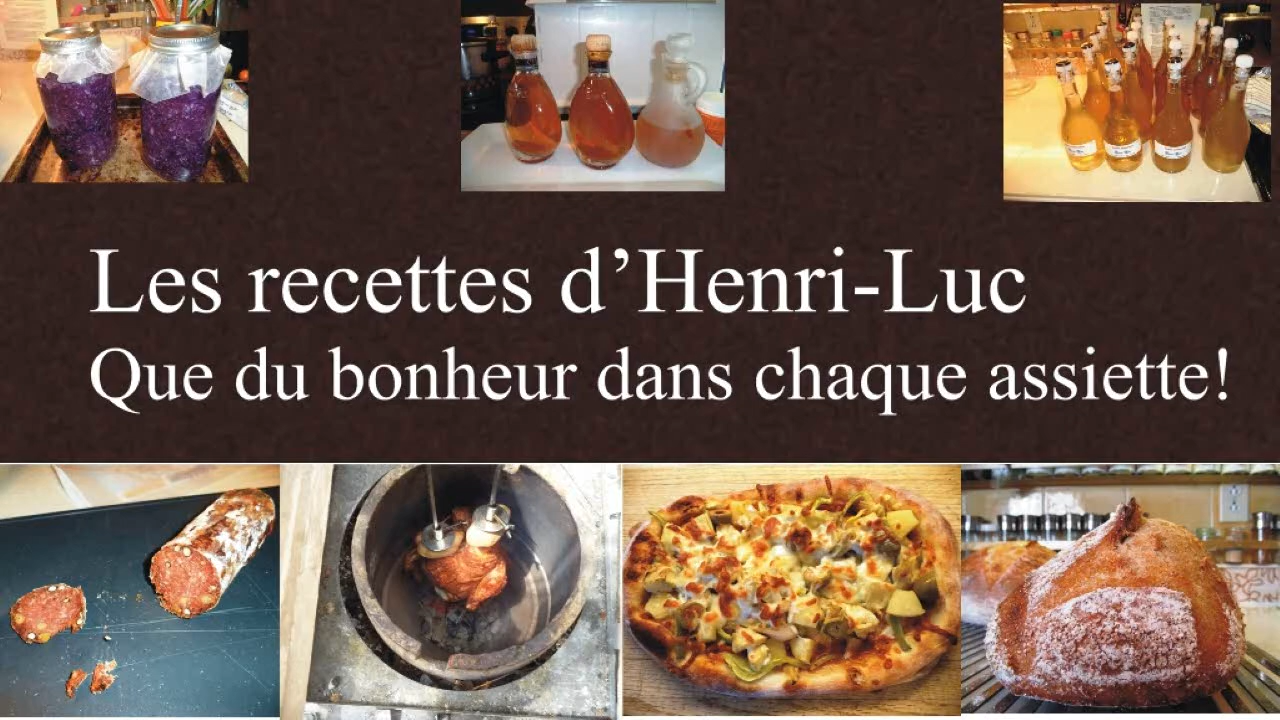 Les recettes d’Henri-Luc
Que du bonheur dans chaque assiette!